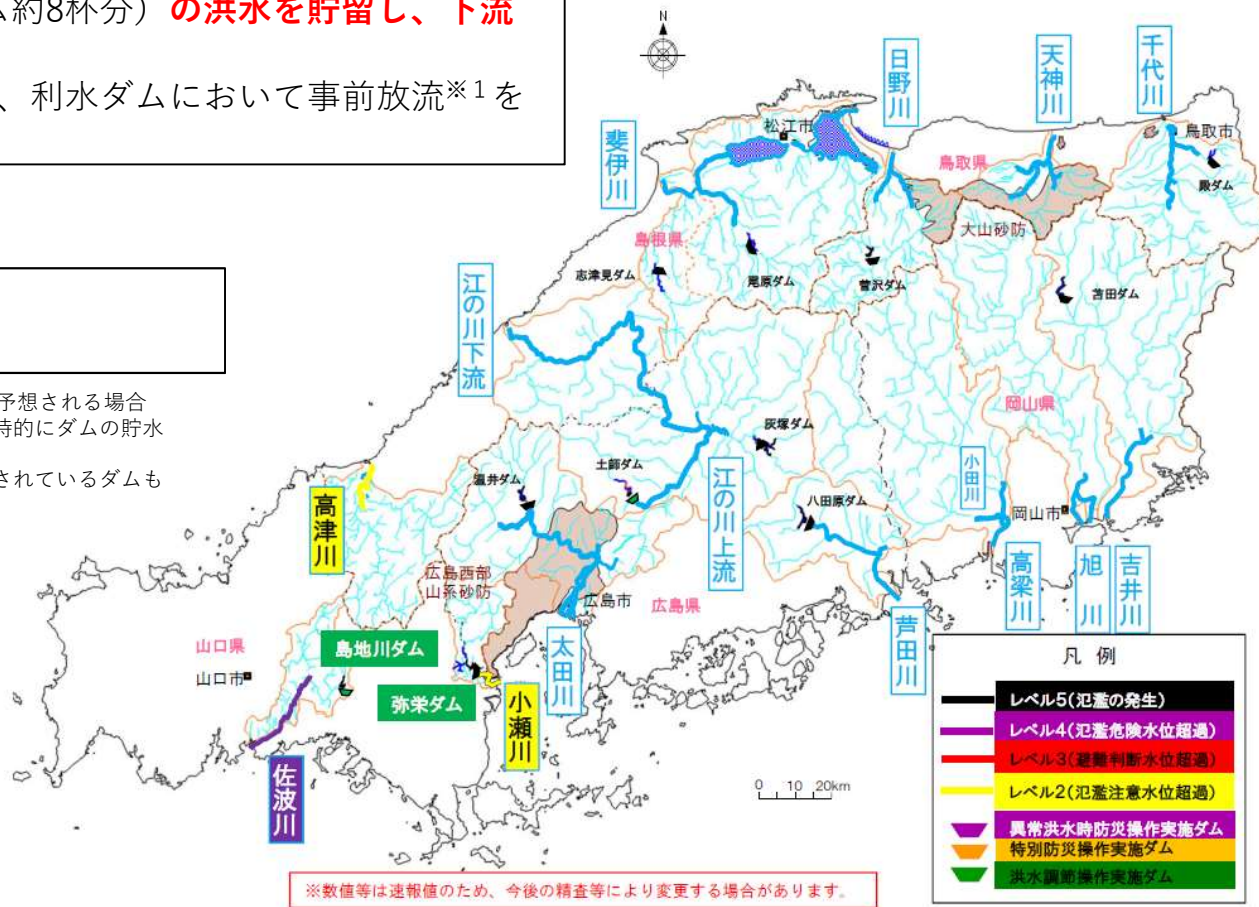 ム約8杯分）の洪水を貯留し、下流
、利水ダムにおいて事前放流※1を
予想される場合
時的にダムの貯水
されているダムも
N
日野川
天神川
千代川
斐伊川
松江市
鳥取市
鳥取県
殿ダム
大山砂防
島根県
志津見ダム
尾原ダム
菅沢ダム
苫田ダム
江の川下流
岡山県
灰塚ダム
温井ダム
土師ダム
八田原ダム
小田川
岡山市
高津川
江の川上流
広島西部
山系砂防
広島市
広島県
太田川
芦田川
高梁川
旭川
吉井川
山口県
山口市
島地川ダム
弥栄ダム
小瀬川
佐波川
0 10 20km
凡 例
レベル5(氾濫の発生)
レベル4(氾濫危険水位超過)
レベル3(避難判断水位超過)
レベル2(氾濫注意水位超過)
異常洪水時防災操作実施ダム
特別防災操作実施ダム
洪水調節操作実施ダム
※数値等は速報値のため、今後の精査等により変更する場合があります。